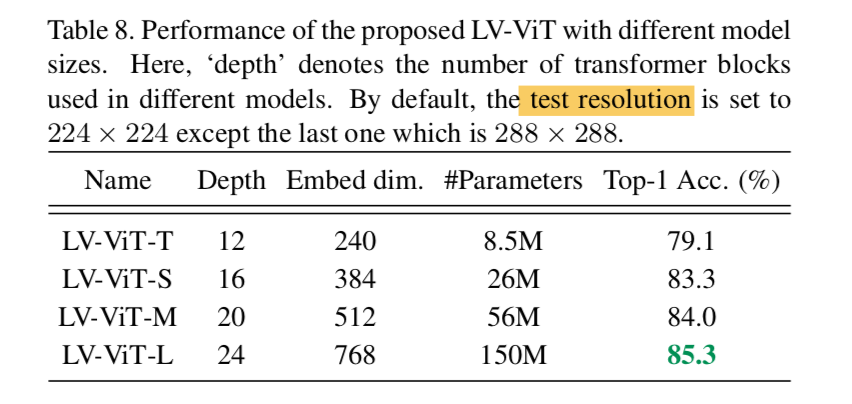 Table 8. Performance of the proposed LV-ViT with different model
sizes. Here, ‘depth’ denotes the number of transformer blocks
used in different models. By default, the test resolution is set to
224 × 224 except the last one which is 288 × 288.
Name Depth Embed dim. #Parameters Top-1 Acc. (%)
LV-ViT-T 12 240 8.5M 79.1
LV-ViT-S 16 384 26M 83.3
LV-ViT-M 20 512 56M 84.0
LV-ViT-L 24 768 150M 85.3